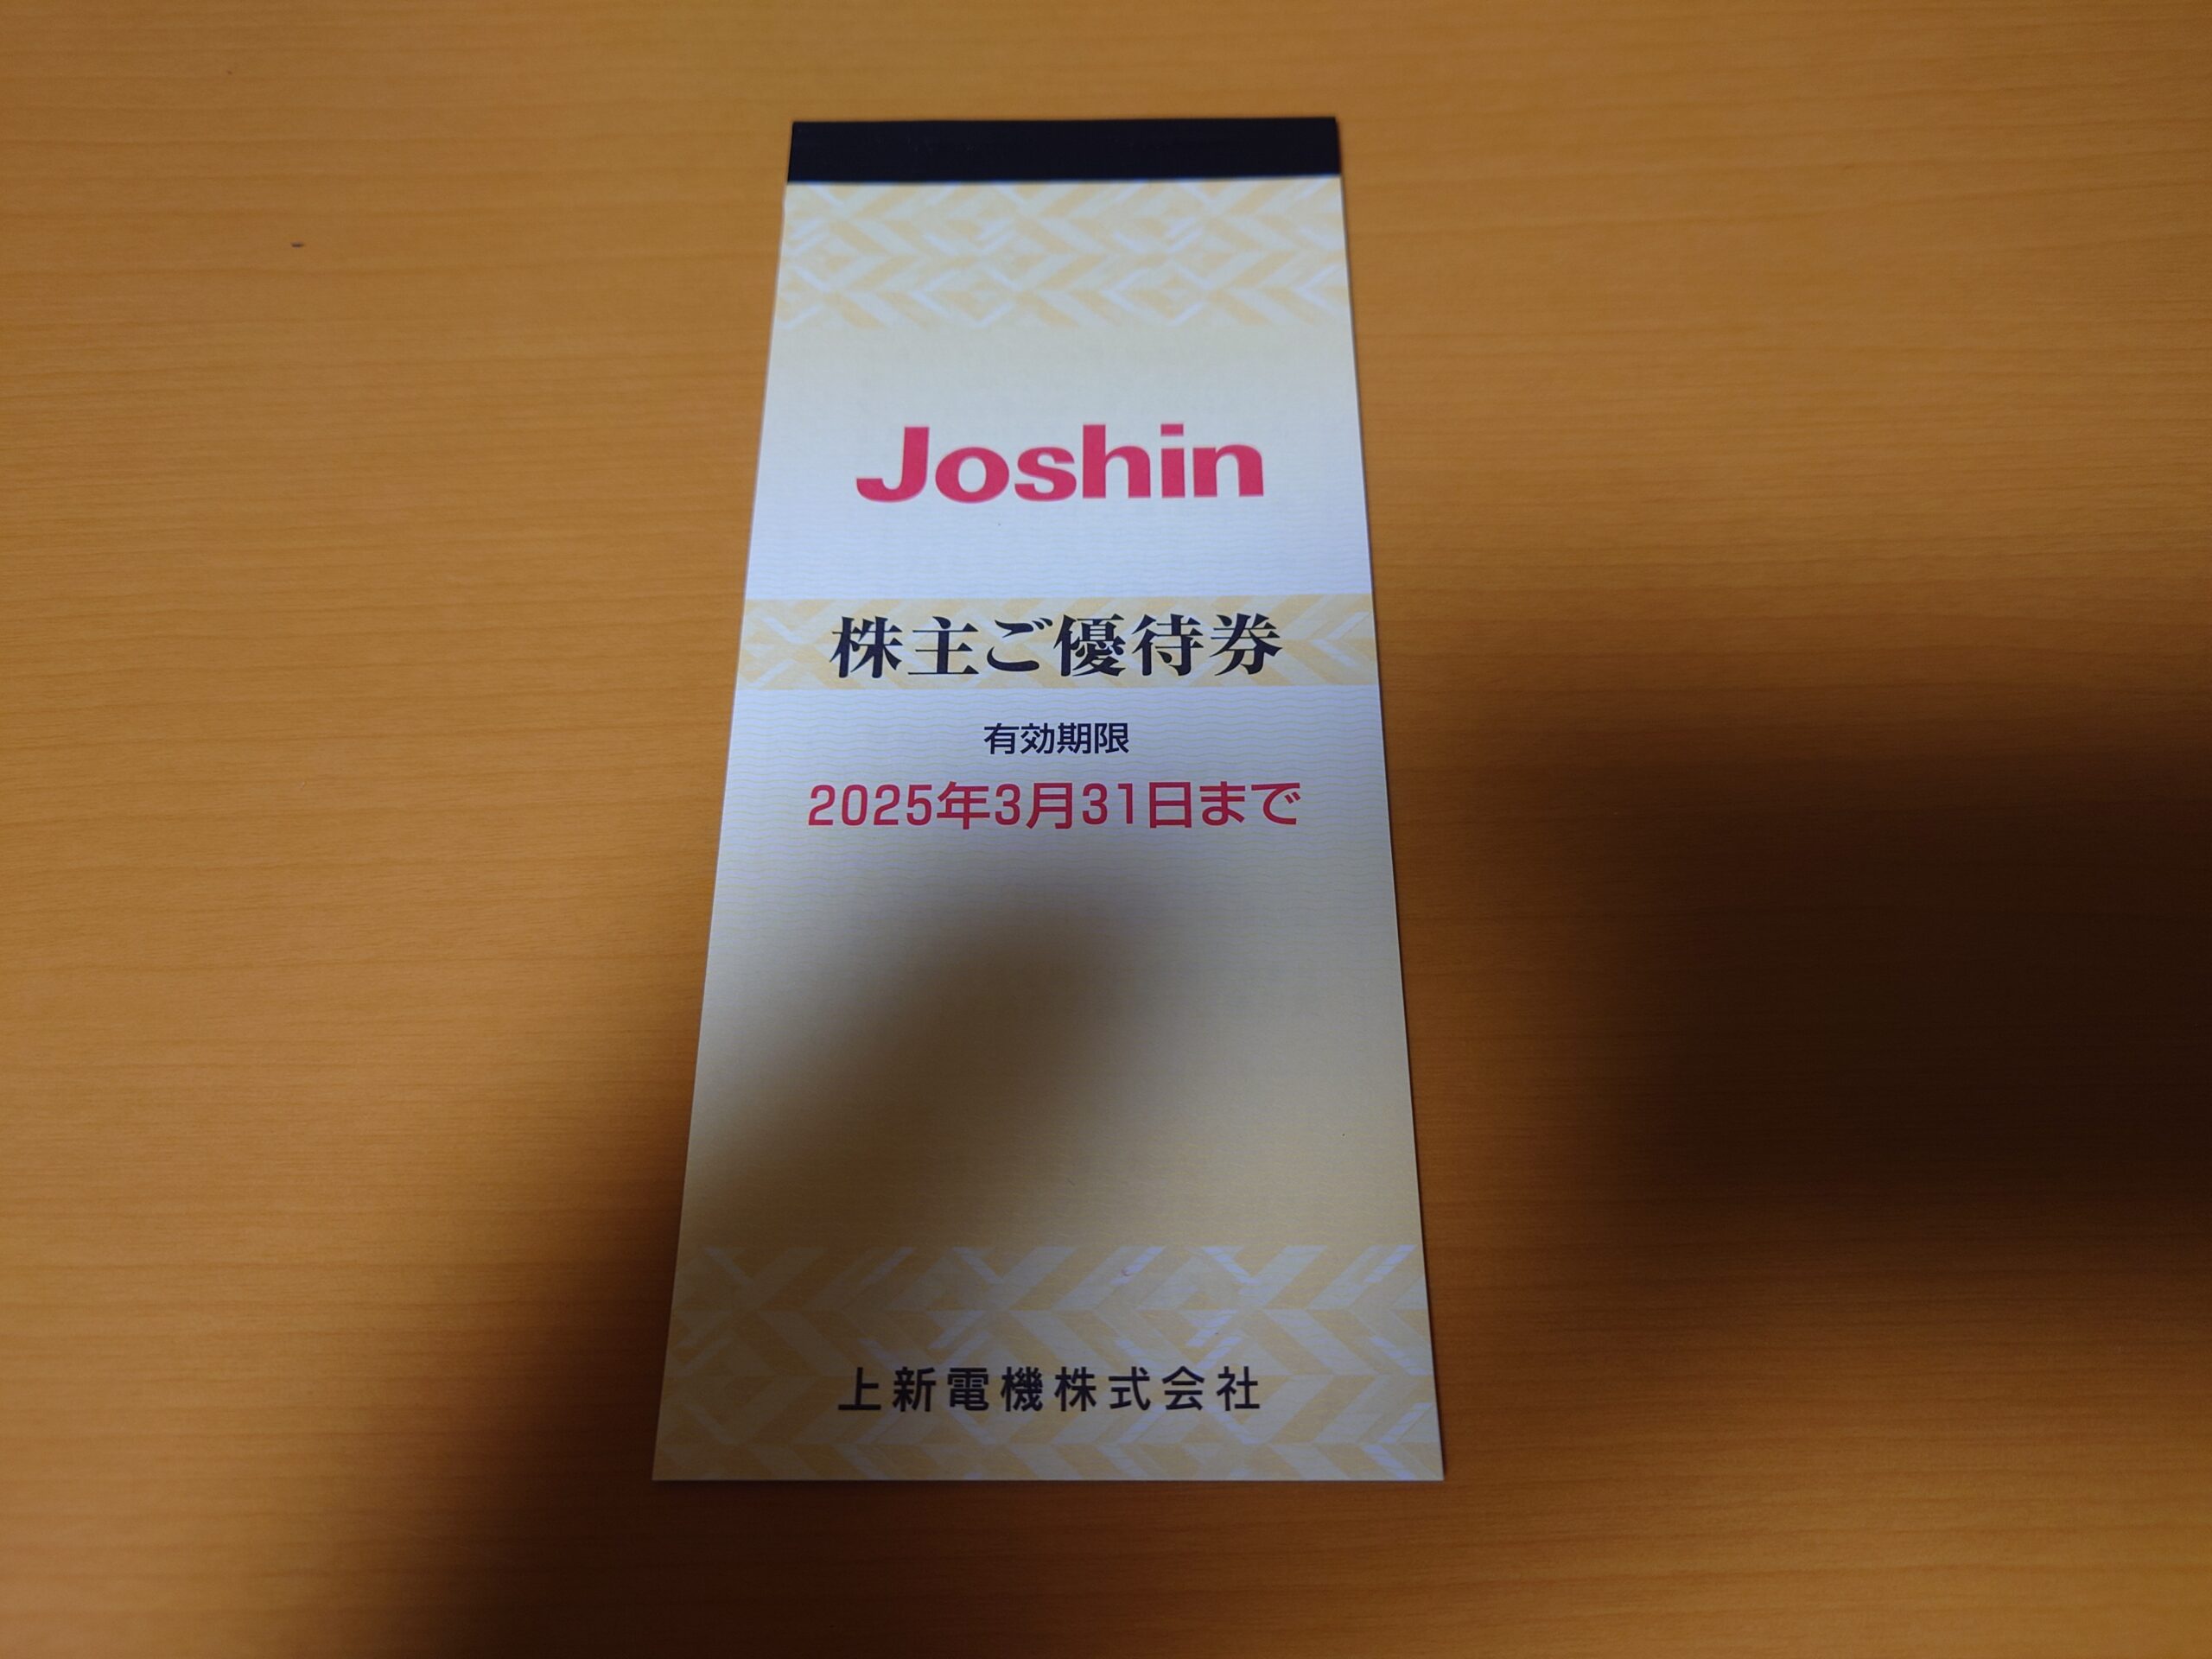 Joshin
株主ご優待券
有効期限
2025年3月31日まで
上新電機株式会社